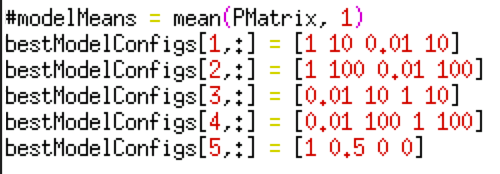 #modelMeans = mean(PMatrix, 1)
bestModelConfigs[1,:] = [1 10 0.01 10]
bestModelConfigs[2,:] = [1 100 0.01 100]
bestModelConfigs[3,:] = [0.01 10 1 10]
bestModelConfigs[4,:] = [0.01 100 1 100]
bestModelConfigs[5,:] = [1 0.5 0 0]